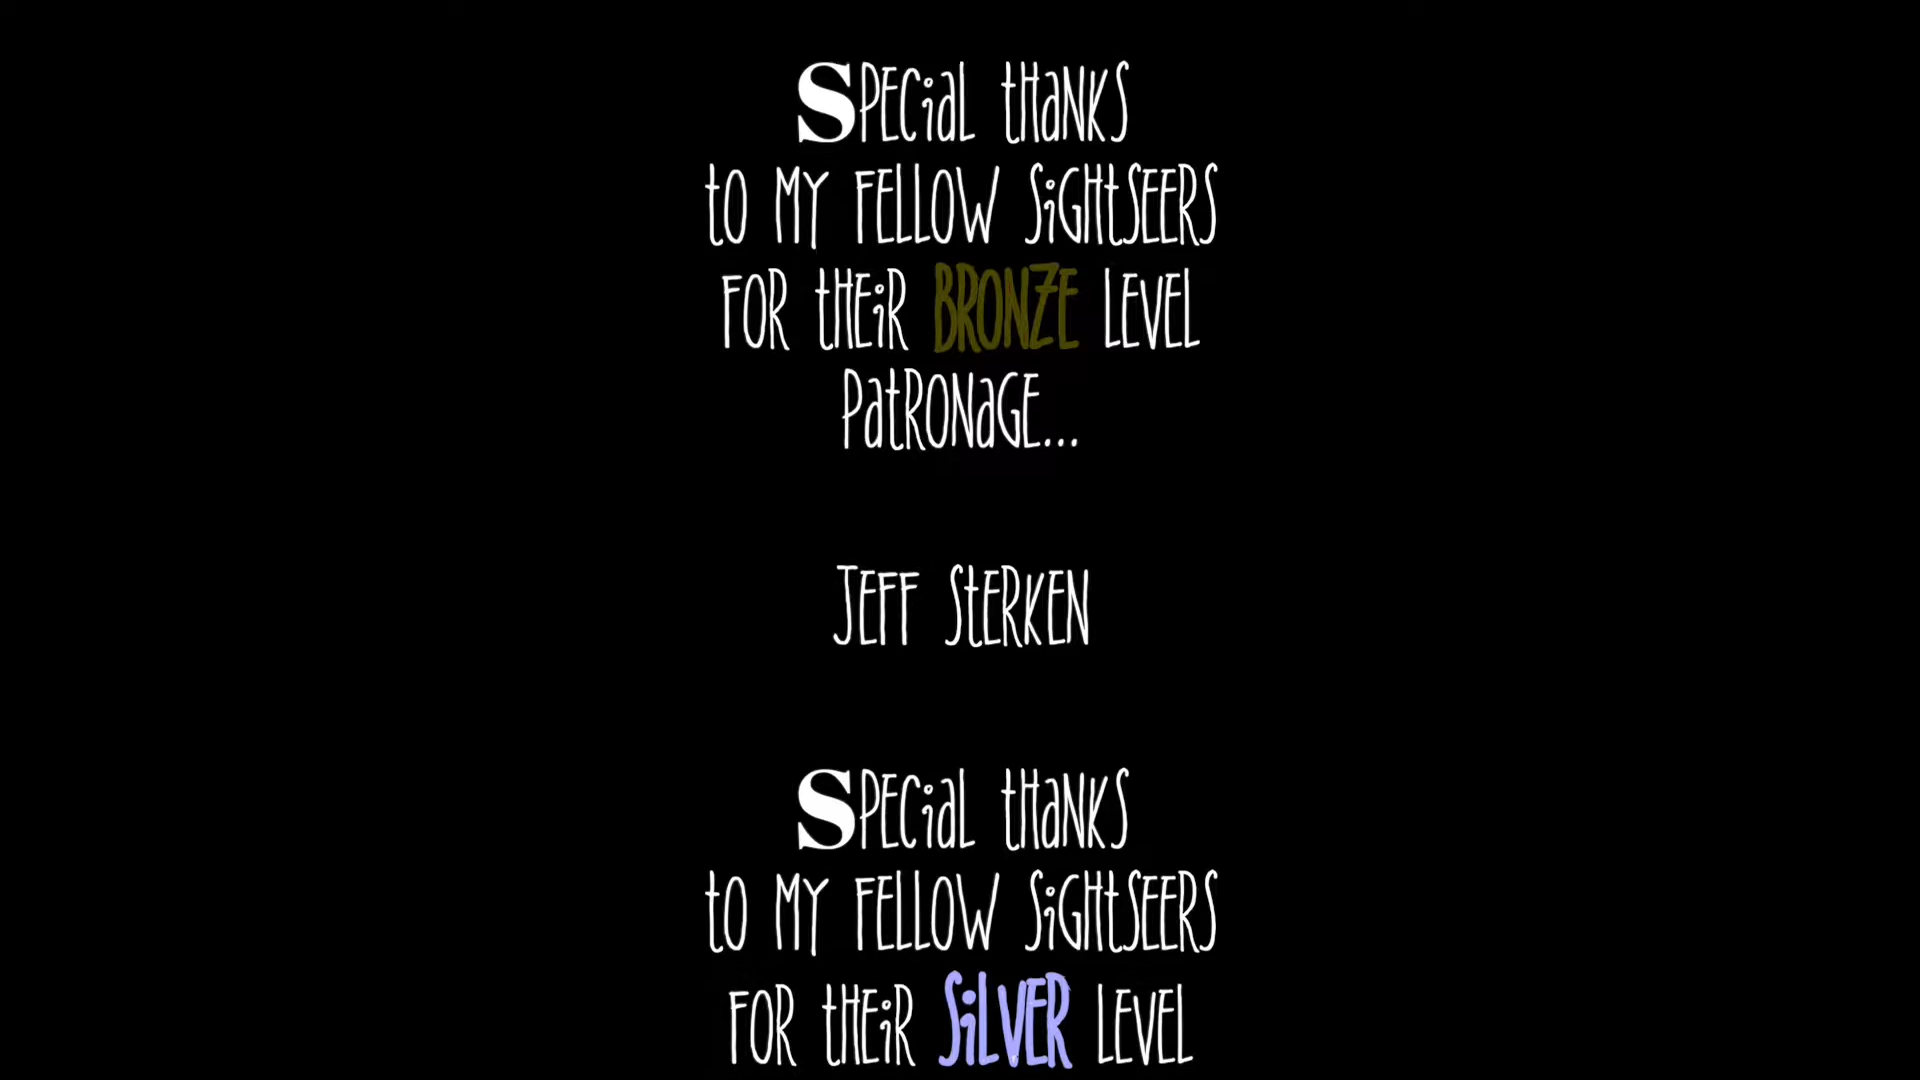 Special thanks
to my fellow sightseers
for their BRONZE level
patronage...
Jeff Sterken
Special thanks
to my fellow sightseers
for their SILVER level